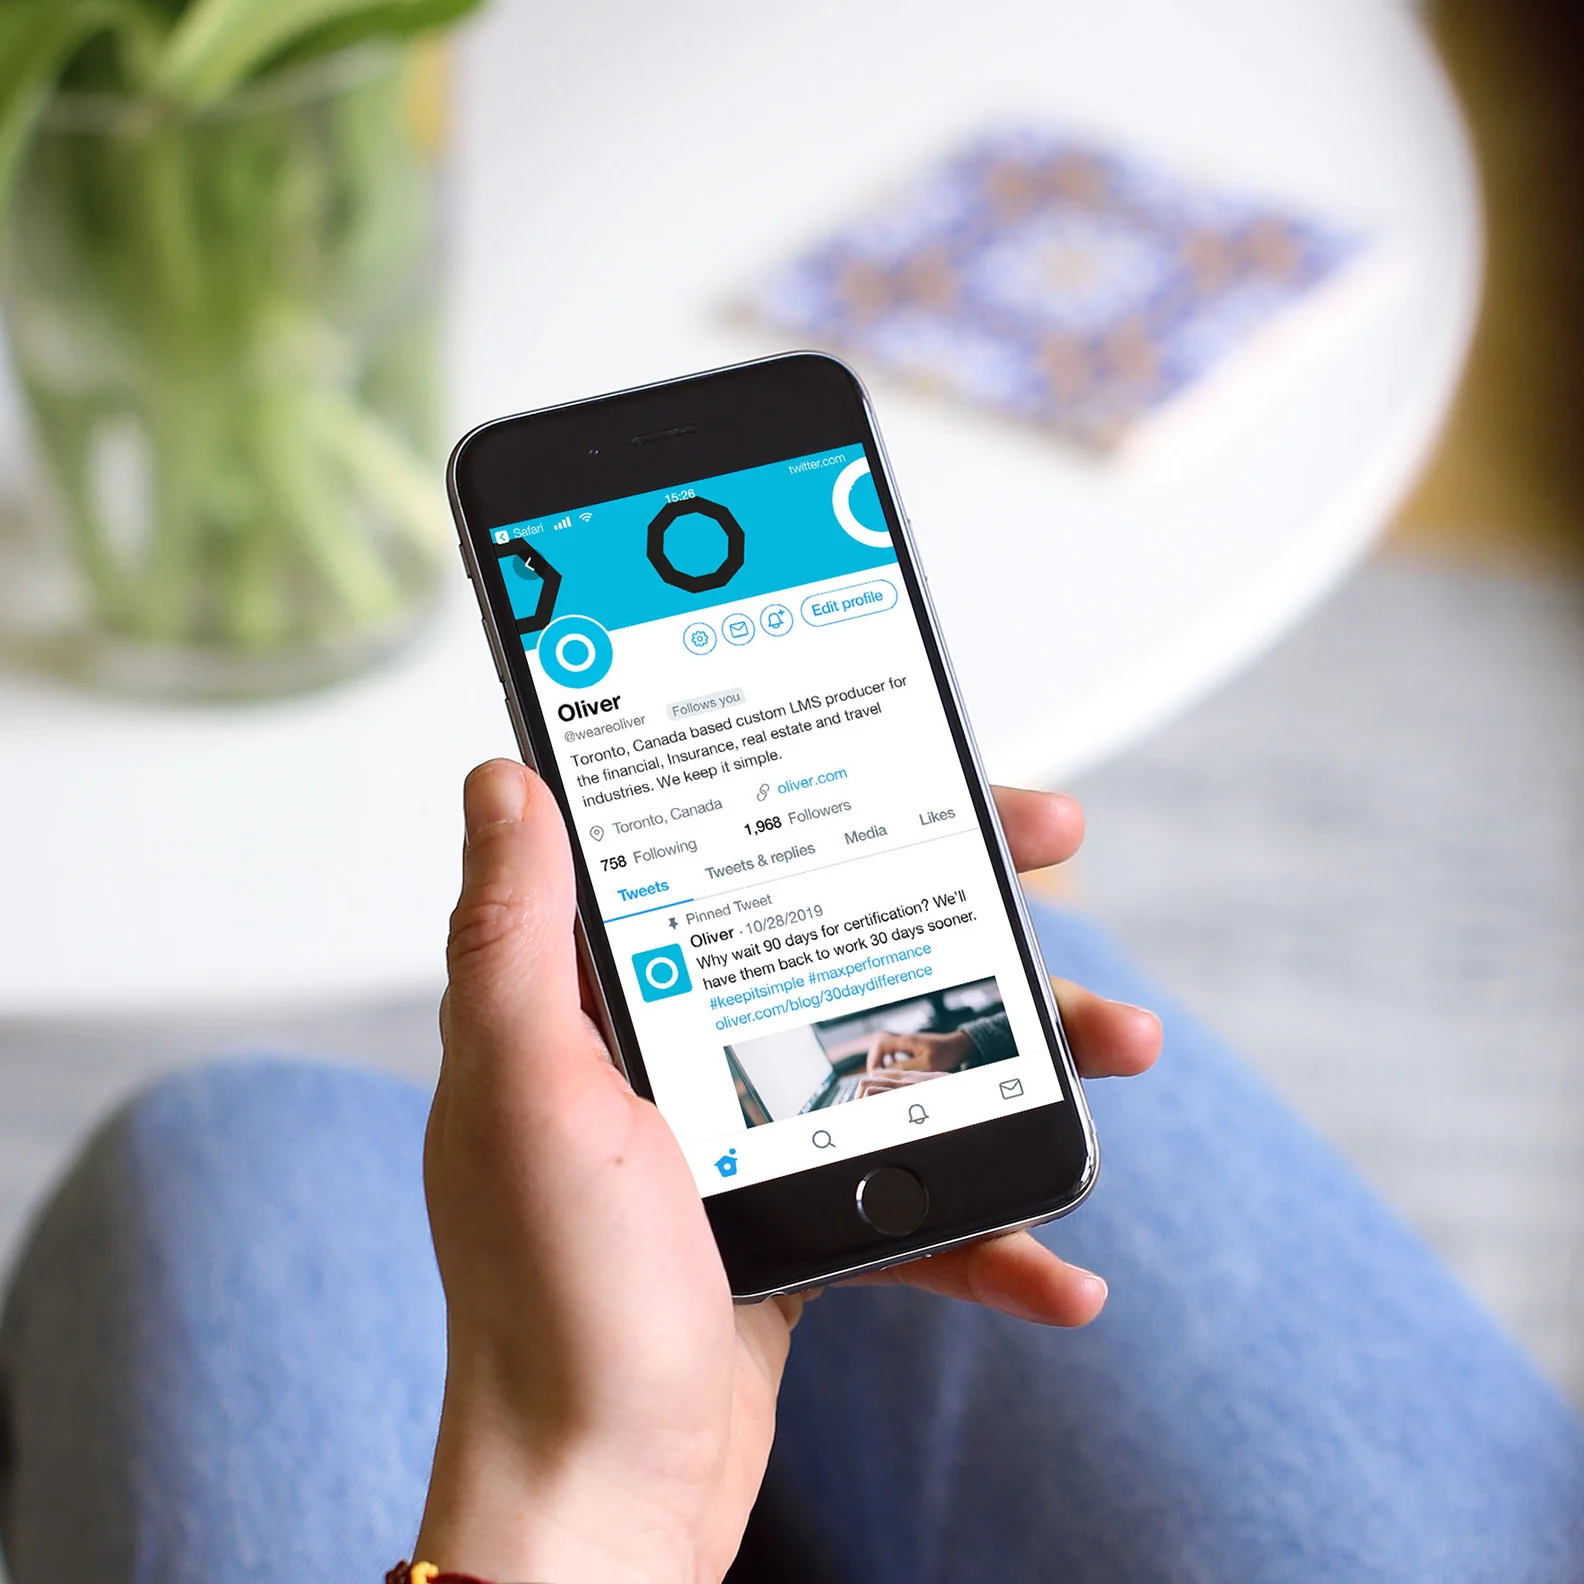 twitter.com
15:26
Safari
Edit profile
Oliver
Follows you
@weareoliver
Toronto, Canada based custom LMS producer for
the financial, Insurance, real estate and travel
industries. We keep it simple.
Toronto, Canada
oliver.com
758 Following
1,968 Followers
Tweets
Tweets & replies
Media
Likes
Pinned Tweet
Oliver · 10/28/2019
Why wait 90 days for certification? We'll
have them back to work 30 days sooner.
#keepitsimple #maxperformance
oliver.com/blog/30daydifference